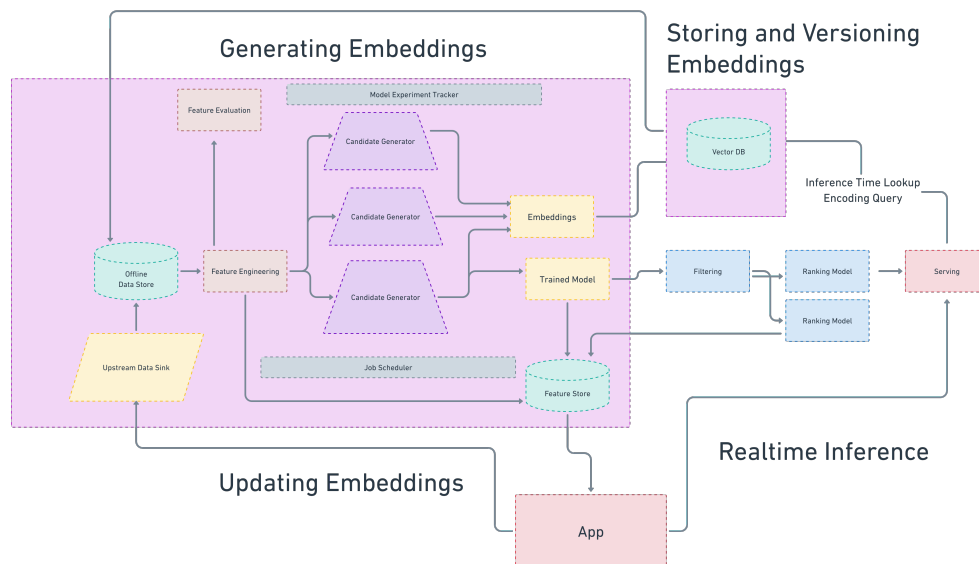 Generating Embeddings
Storing and Versioning
Embeddings
Model Experiment Tracker
Feature Evaluation
Candidate Generator
Vector DB
Inference Time Lookup
Encoding Query
Candidate Generator
Embeddings
Offline
Data Store
Feature Engineering
Candidate Generator
Trained Model
Filtering
Ranking Model
Serving
Ranking Model
Upstream Data Sink
Job Scheduler
Feature Store
Updating Embeddings
Realtime Inference
App